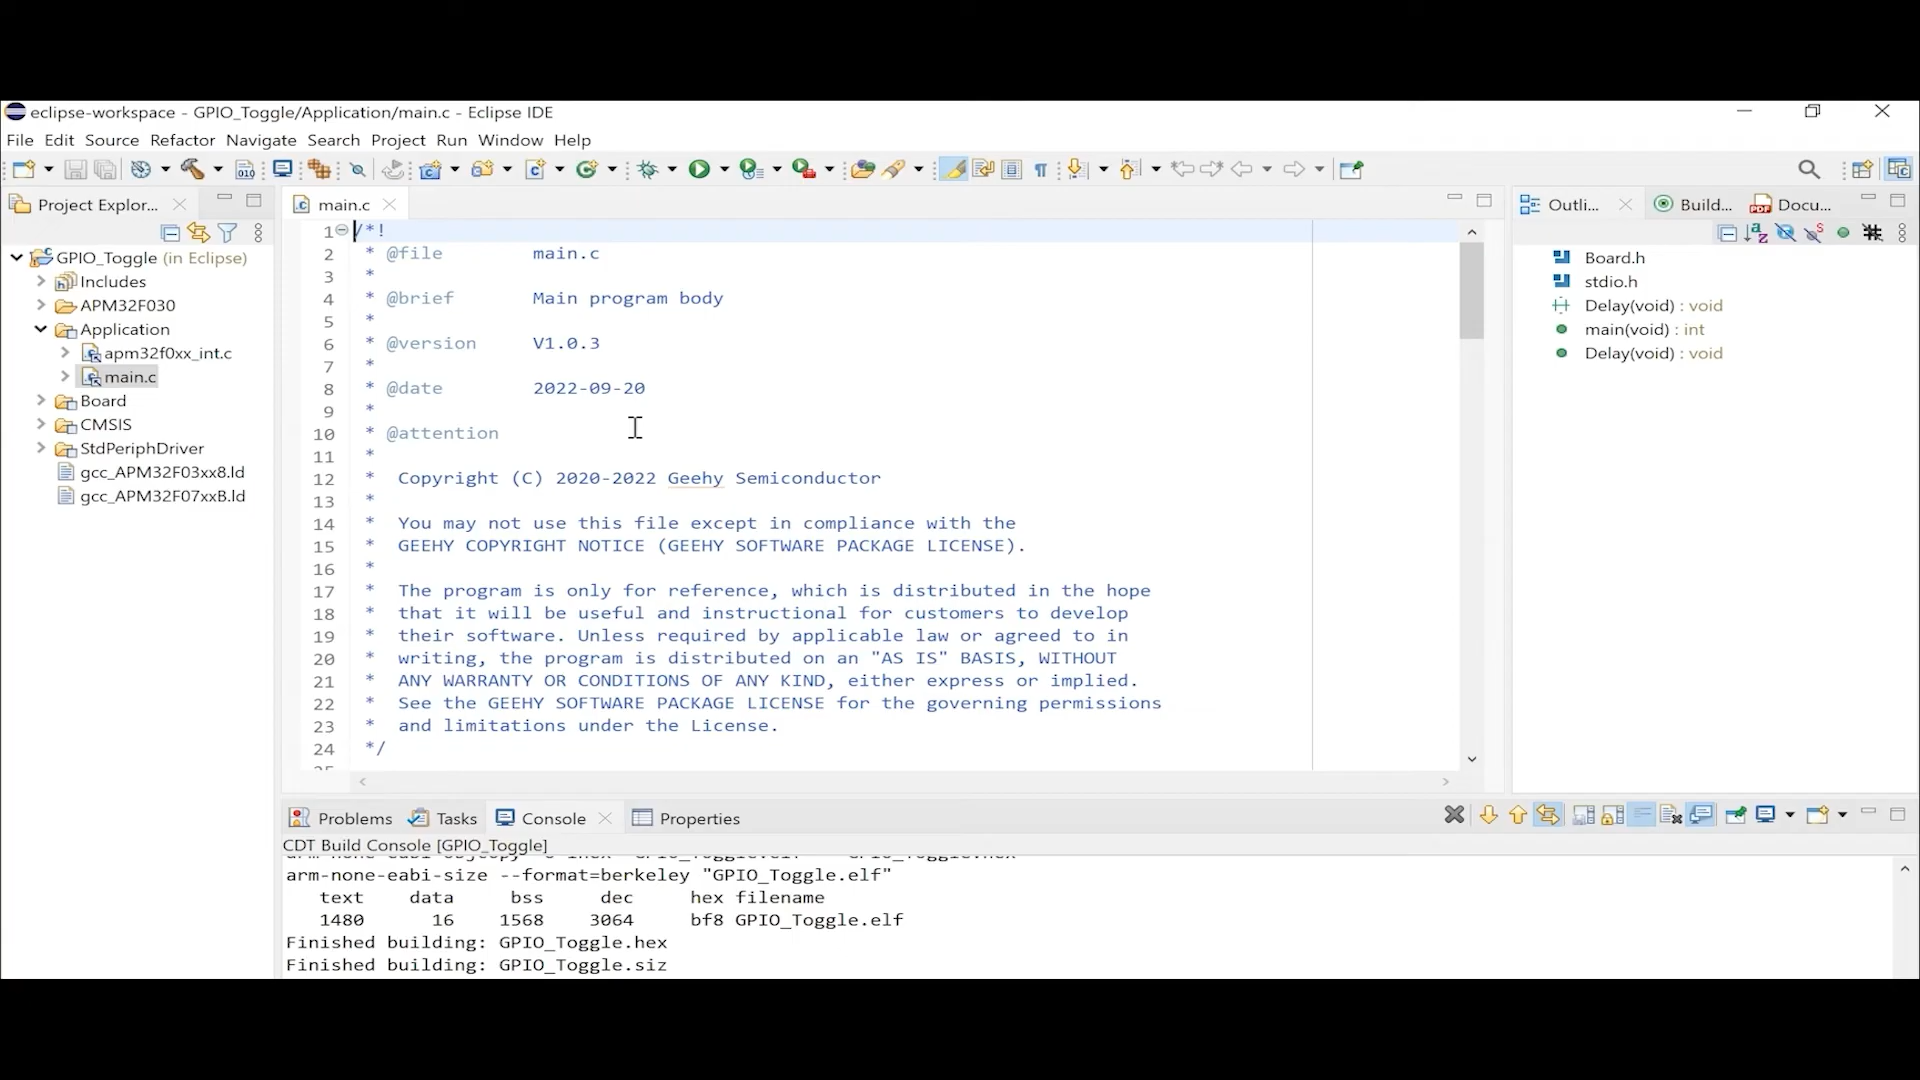 eclipse-workspace - GPIO_Toggle/Application/main.c - Eclipse IDE
File Edit Source Refactor Navigate Search Project Run Window Help
Project Explor...
GPIO_Toggle (in Eclipse)
Includes
APM32F030
Application
apm32f0xx_int.c
main.c
Board
CMSIS
StdPeriphDriver
gcc_APM32F03xx8.ld
gcc_APM32F07xxB.ld
main.c
1 /*!
2 * @file main.c
3 *
4 * @brief Main program body
5 *
6 * @version V1.0.3
7 *
8 * @date 2022-09-20
9 *
10 * @attention
11 *
12 * Copyright (C) 2020-2022 Geehy Semiconductor
13 *
14 * You may not use this file except in compliance with the
15 * GEEHY COPYRIGHT NOTICE (GEEHY SOFTWARE PACKAGE LICENSE).
16 *
17 * The program is only for reference, which is distributed in the hope
18 * that it will be useful and instructional for customers to develop
19 * their software. Unless required by applicable law or agreed to in
20 * writing, the program is distributed on an "AS IS" BASIS, WITHOUT
21 * ANY WARRANTY OR CONDITIONS OF ANY KIND, either express or implied.
22 * See the GEEHY SOFTWARE PACKAGE LICENSE for the governing permissions
23 * and limitations under the License.
24 */
Outli... Build... Docu...
Board.h
stdio.h
Delay(void) : void
main(void) : int
Delay(void) : void
Problems Tasks Console Properties
CDT Build Console [GPIO_Toggle]
arm-none-eabi-size --format=berkeley "GPIO_Toggle.elf"
text data bss dec hex filename
1480 16 1568 3064 bf8 GPIO_Toggle.elf
Finished building: GPIO_Toggle.hex
Finished building: GPIO_Toggle.siz